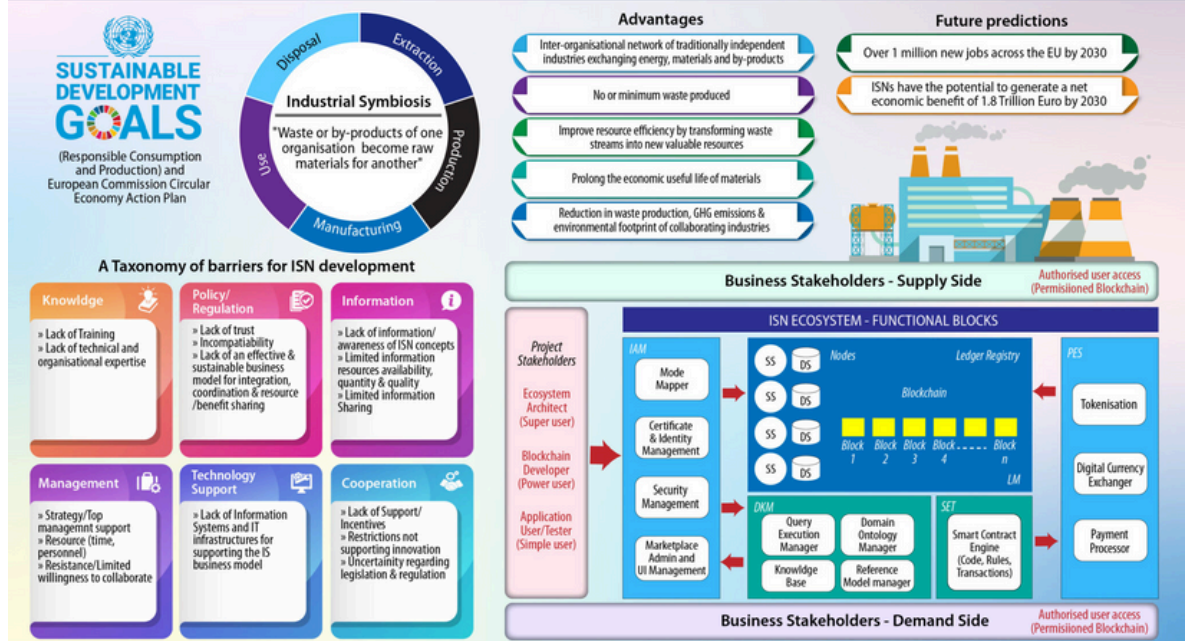 SUSTAINABLE
DEVELOPMENT
GOALS
(Responsible Consumption
and Production) and
European Commission Circular
Economy Action Plan
Disposal
Extraction
Production
Manufacturing
Use
Industrial Symbiosis
"Waste or by-products of one
organisation become raw
materials for another"
Advantages
Inter-organisational network of traditionally independent
industries exchanging energy, materials and by-products
No or minimum waste produced
Improve resource efficiency by transforming waste
streams into new valuable resources
Prolong the economic useful life of materials
Reduction in waste production, GHG emissions &
environmental footprint of collaborating industries
Future predictions
Over 1 million new jobs across the EU by 2030
ISNs have the potential to generate a net
economic benefit of 1.8 Trillion Euro by 2030
A Taxonomy of barriers for ISN development
Knowldge
» Lack of Training
» Lack of technical and
organisational expertise
Policy/
Regulation
» Lack of trust
» Incompatiability
» Lack of an effective &
sustainable business
model for integration,
coordination & resource
/benefit sharing
Information
» Lack of information/
awareness of ISN concepts
» Limited information
resources availability,
quantity & quality
» Limited information
Sharing
Management
» Strategy/Top
managemnt support
» Resource (time,
personnel)
» Resistance/Limited
willingness to collaborate
Technology
Support
» Lack of Information
Systems and IT
infrastructures for
supporting the IS
business model
Cooperation
» Lack of Support/
Incentives
» Restrictions not
supporting innovation
» Uncertainity regarding
legislation & regulation
Business Stakeholders - Supply Side
Authorised user access
(Permisiioned Blockchain)
Project
Stakeholders
Ecosystem
Architect
(Super user)
Blockchain
Developer
(Power user)
Application
User/Tester
(Simple user)
ISN ECOSYSTEM - FUNCTIONAL BLOCKS
IAM
Mode
Mapper
Certificate
& Identity
Management
Security
Management
Marketplace
Admin and
UI Management
SS DS
SS DS
SS DS
SS DS
Nodes
Ledger Registry
Blockchain
Block
1
Block
2
Block
3
Block
4
Block
n
LM
DKM
Query
Execution
Manager
Domain
Ontology
Manager
Knowldge
Base
Reference
Model manager
SET
Smart Contract
Engine
(Code, Rules,
Transactions)
PES
Tokenisation
Digital Currency
Exchanger
Payment
Processor
Business Stakeholders - Demand Side
Authorised user access
(Permisiioned Blockchain)